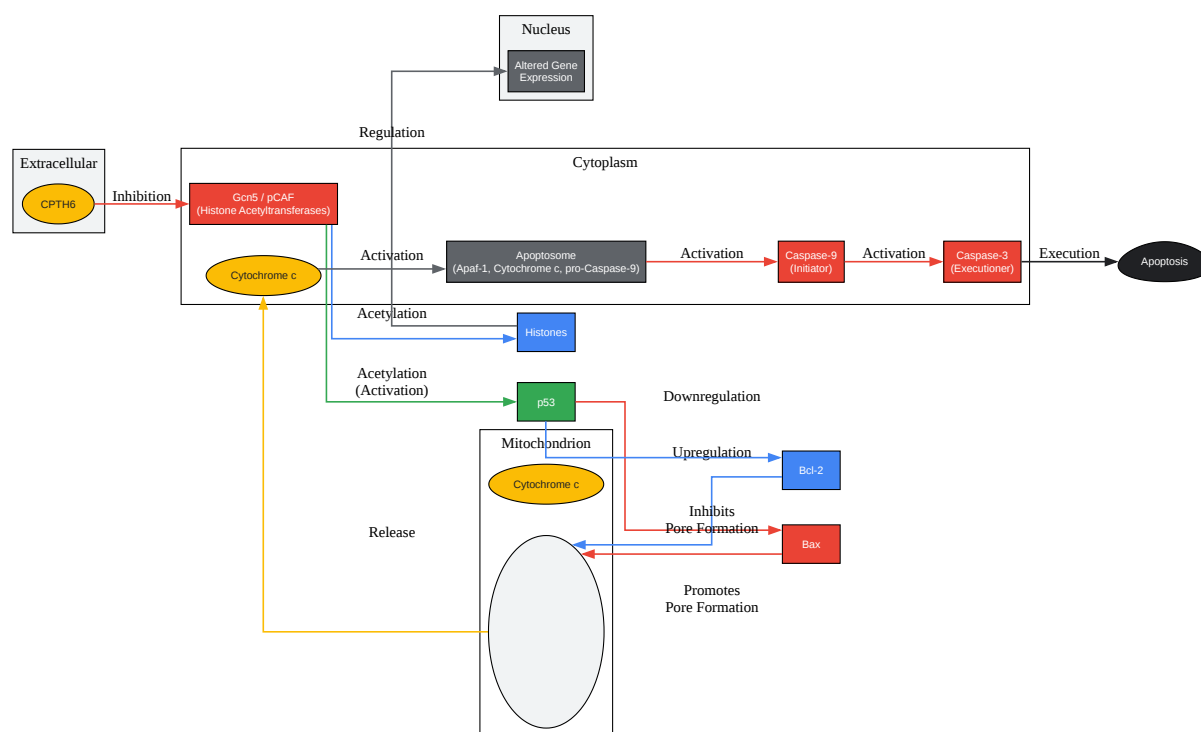 Nucleus
Altered Gene
Expression
Regulation
Extracellular
CPTH6
Inhibition
Cytoplasm
Gcn5 / pCAF
(Histone Acetyltransferases)
Cytochrome c
Activation
Apoptosome
(Apaf-1, Cytochrome c, pro-Caspase-9)
Activation
Caspase-9
(Initiator)
Activation
Caspase-3
(Executioner)
Execution
Apoptosis
Acetylation
Histones
Acetylation
(Activation)
p53
Downregulation
Mitochondrion
Upregulation
Bcl-2
Cytochrome c
Release
Inhibits
Pore Formation
Bax
Promotes
Pore Formation